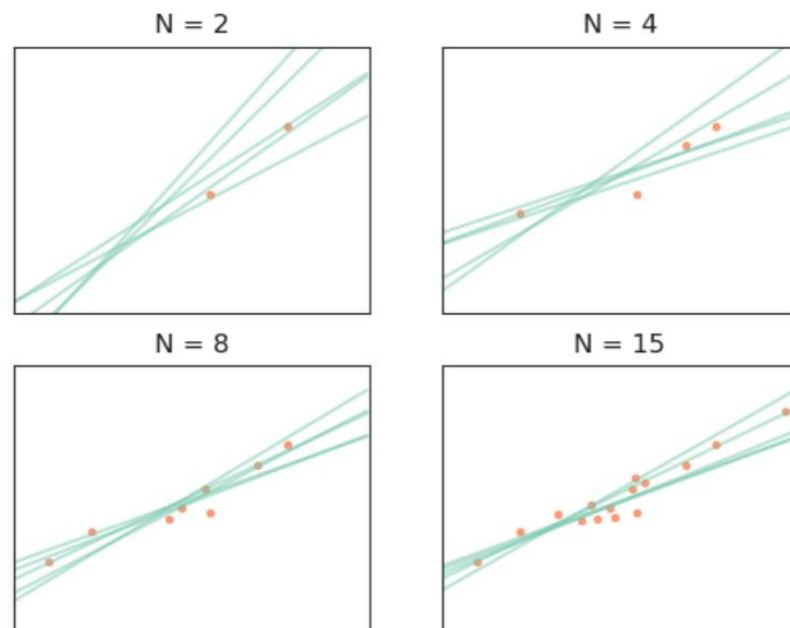 N = 2
N = 4
N = 8
N = 15